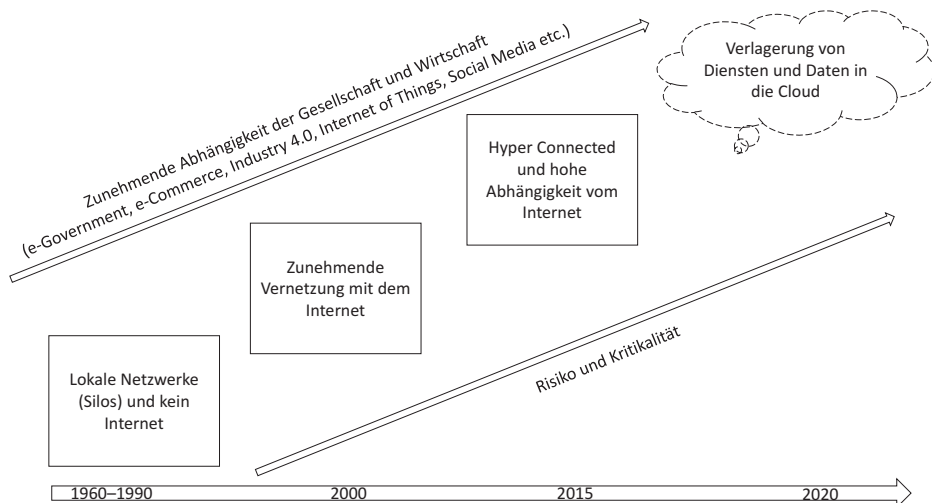 Zunehmende Abhängigkeit der Gesellschaft und Wirtschaft
(e-Government, e-Commerce, Industry 4.0, Internet of Things, Social Media etc.)
Verlagerung von
Diensten und Daten in
die Cloud
Hyper Connected
und hohe
Abhängigkeit vom
Internet
Zunehmende
Vernetzung mit dem
Internet
Lokale Netzwerke
(Silos) und kein
Internet
Risiko und Kritikalität
1960–1990
2000
2015
2020